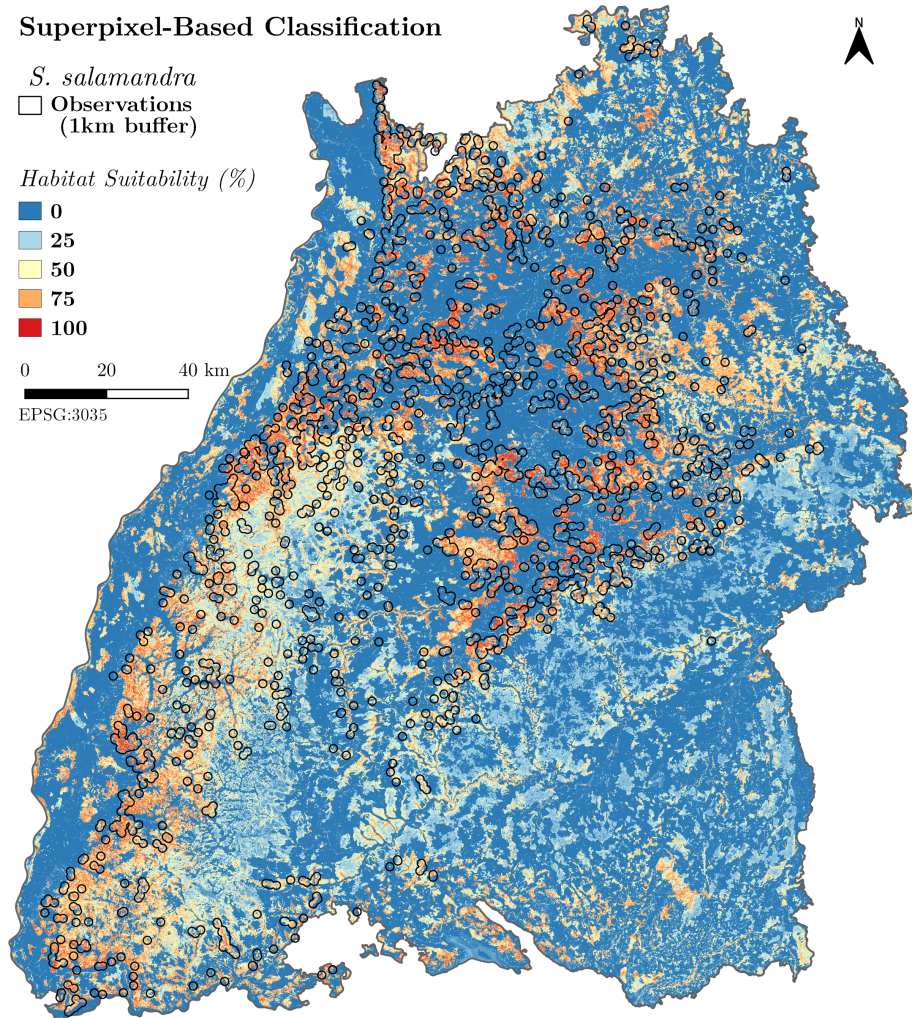 Superpixel-Based Classification
N
S. salamandra
Observations
(1km buffer)
Habitat Suitability (%)
0
25
50
75
100
0 20 40 km
EPSG:3035